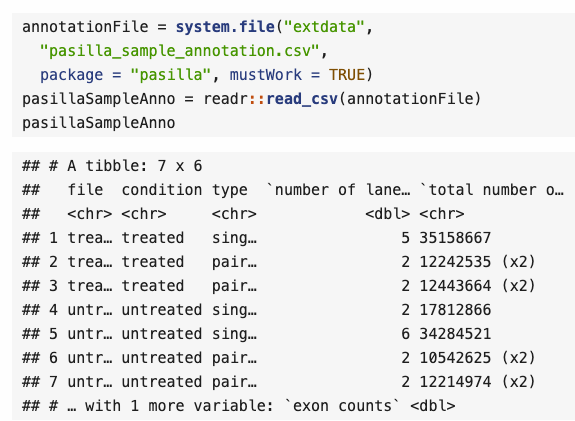 annotationFile = system.file("extdata",
  "pasilla_sample_annotation.csv",
  package = "pasilla", mustWork = TRUE)
pasillaSampleAnno = readr::read_csv(annotationFile)
pasillaSampleAnno
## # A tibble: 7 x 6
##   file  condition type  `number of lane… `total number o…
##   <chr> <chr>     <chr>            <dbl> <chr>
## 1 trea… treated   sing…                5 35158667
## 2 trea… treated   pair…                2 12242535 (x2)
## 3 trea… treated   pair…                2 12443664 (x2)
## 4 untr… untreated sing…                2 17812866
## 5 untr… untreated sing…                6 34284521
## 6 untr… untreated pair…                2 10542625 (x2)
## 7 untr… untreated pair…                2 12214974 (x2)
## # … with 1 more variable: `exon counts` <dbl>